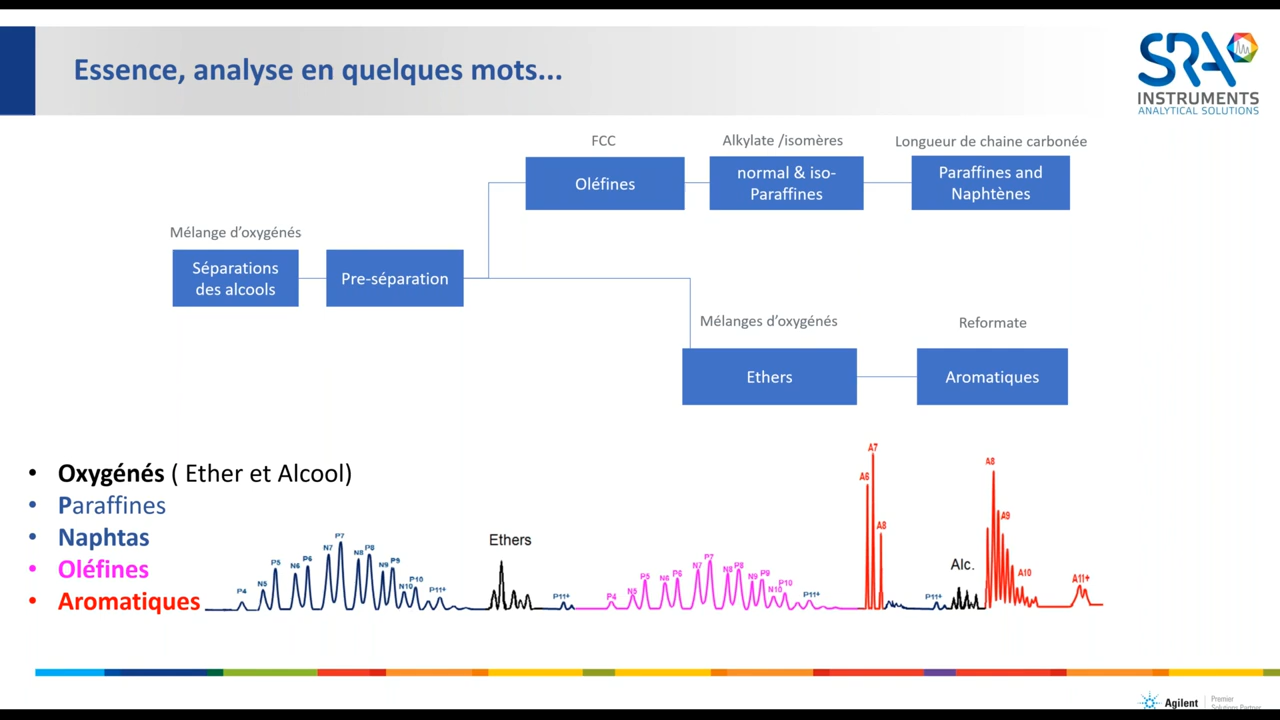 Essence, analyse en quelques mots...
SRA
INSTRUMENTS
ANALYTICAL SOLUTIONS
FCC
Oléfines
Alkylate /isomères
normal & iso-
Paraffines
Longueur de chaine carbonée
Paraffines and
Naphtènes
Mélange d'oxygénés
Séparations
des alcools
Pre-séparation
Mélanges d'oxygénés
Ethers
Reformate
Aromatiques
• Oxygénés ( Ether et Alcool)
• Paraffines
• Naphtas
• Oléfines
• Aromatiques
P4
N5
P5
N6
P6
N7
P7
N8
P8
N9
P9
N10
P10
P11+
Ethers
P11+
P4
N5
P5
N6
P6
N7
P7
N8
P8
N9
P9
N10
P10
P11+
A6
A7
A8
P11+
Alc.
A8
A9
A10
A11+
Agilent
Premier
Solutions Partner